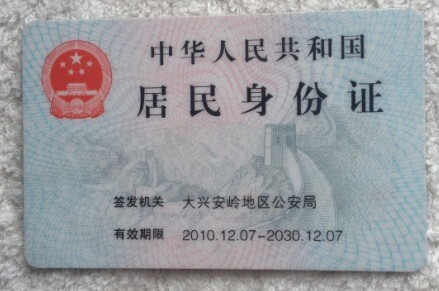 中华人民共和国
居民身份证
签发机关 大兴安岭地区公安局
有效期限 2010.12.07-2030.12.07